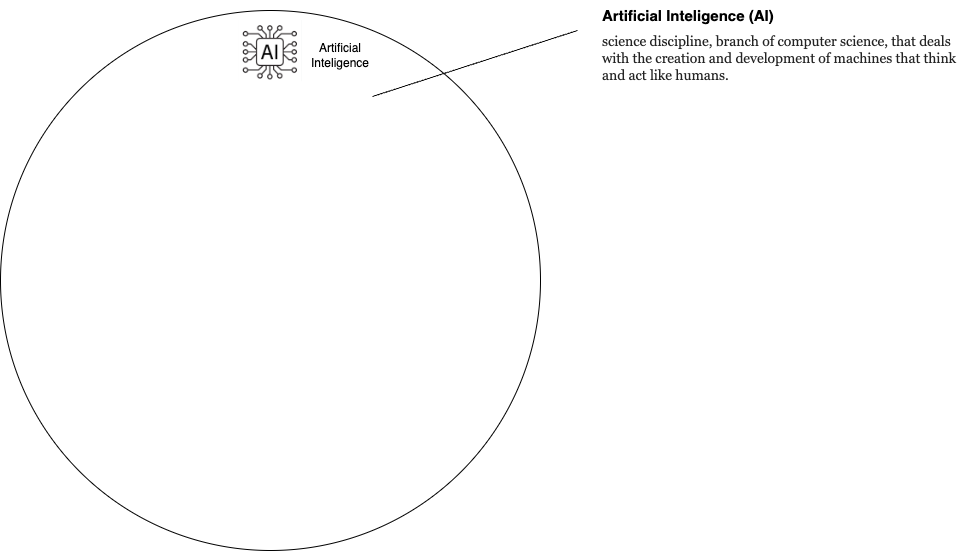 AI
Artificial
Inteligence
Artificial Inteligence (AI)
science discipline, branch of computer science, that deals
with the creation and development of machines that think
and act like humans.